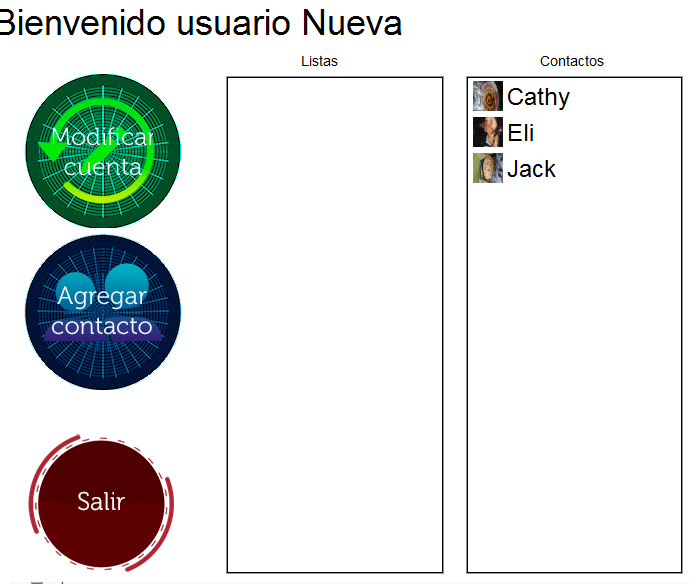 Bienvenido usuario Nueva
Listas
Contactos
Modificar
cuenta
Cathy
Eli
Jack
Agregar
contacto
Salir